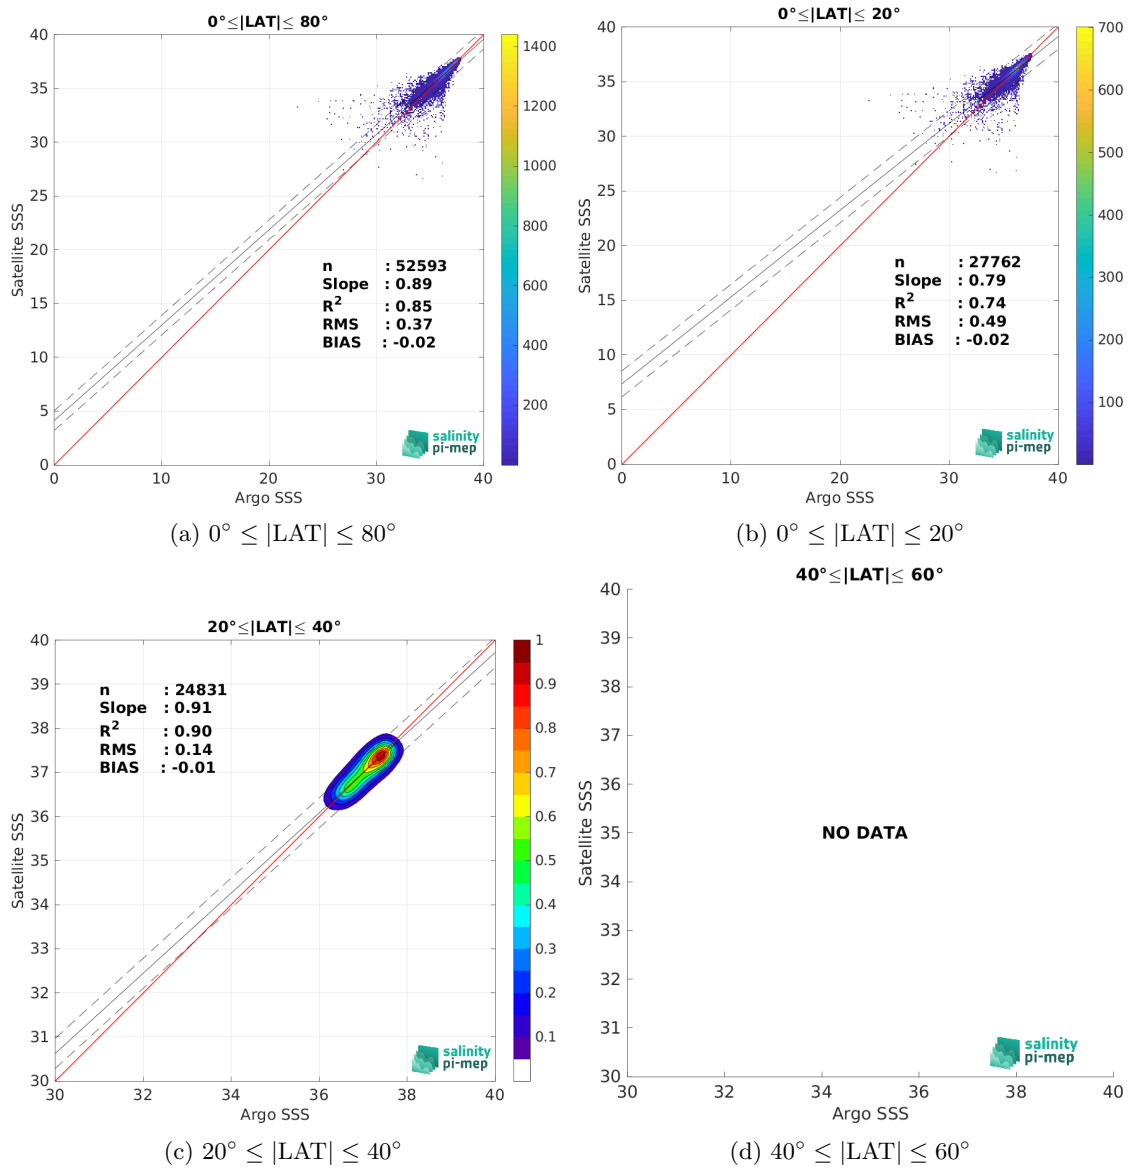 0°≤|LAT|≤ 80°
40
35
30
25
20
15
10
5
0
0
10
20
30
40
Satellite SSS
Argo SSS
n : 52593
Slope : 0.89
R² : 0.85
RMS : 0.37
BIAS : -0.02
salinity
pi-mep
1400
1200
1000
800
600
400
200
(a) 0° ≤ |LAT| ≤ 80°
0°≤|LAT|≤ 20°
40
35
30
25
20
15
10
5
0
0
10
20
30
40
Satellite SSS
Argo SSS
n : 27762
Slope : 0.79
R² : 0.74
RMS : 0.49
BIAS : -0.02
salinity
pi-mep
700
600
500
400
300
200
100
(b) 0° ≤ |LAT| ≤ 20°
20°≤|LAT|≤ 40°
40
39
38
37
36
35
34
33
32
31
30
30
32
34
36
38
40
Satellite SSS
Argo SSS
n : 24831
Slope : 0.91
R² : 0.90
RMS : 0.14
BIAS : -0.01
salinity
pi-mep
1
0.9
0.8
0.7
0.6
0.5
0.4
0.3
0.2
0.1
(c) 20° ≤ |LAT| ≤ 40°
40°≤|LAT|≤ 60°
40
39
38
37
36
35
34
33
32
31
30
30
32
34
36
38
40
Satellite SSS
Argo SSS
NO DATA
salinity
pi-mep
(d) 40° ≤ |LAT| ≤ 60°